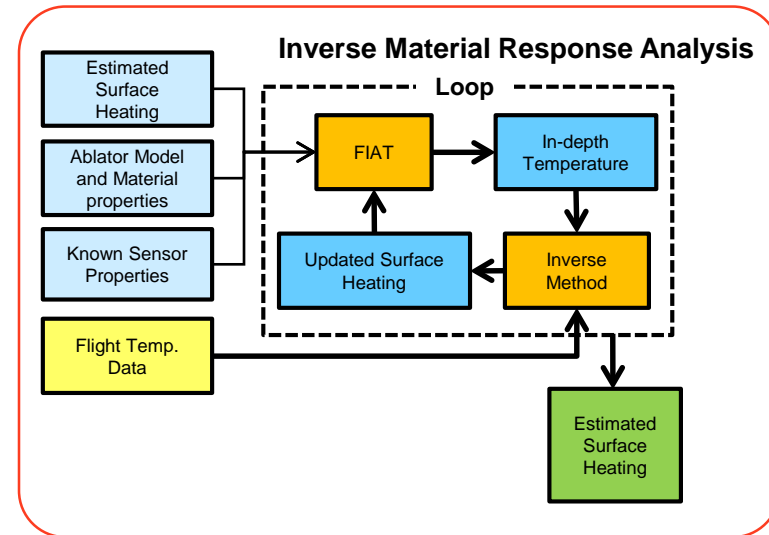 Inverse Material Response Analysis
Loop
Estimated
Surface
Heating
Ablator Model
and Material
properties
Known Sensor
Properties
Flight Temp.
Data
FIAT
In-depth
Temperature
Updated Surface
Heating
Inverse
Method
Estimated
Surface
Heating